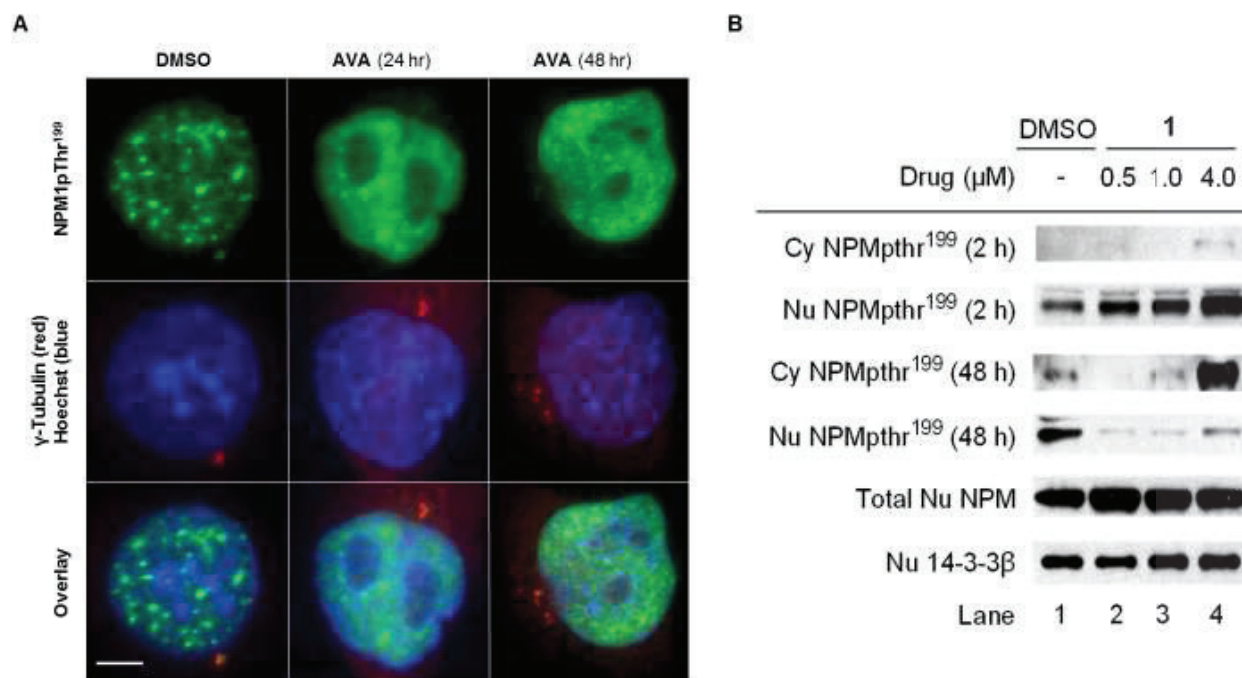 A
DMSO AVA (24 hr) AVA (48 hr)
NPM1pThr¹⁹⁹
γ-Tubulin (red)
Hoechst (blue
Overlay
B
DMSO 1
Drug (µM) - 0.5 1.0 4.0
Cy NPMpthr¹⁹⁹ (2 h)
Nu NPMpthr¹⁹⁹ (2 h)
Cy NPMpthr¹⁹⁹ (48 h)
Nu NPMpthr¹⁹⁹ (48 h)
Total Nu NPM
Nu 14-3-3β
Lane 1 2 3 4